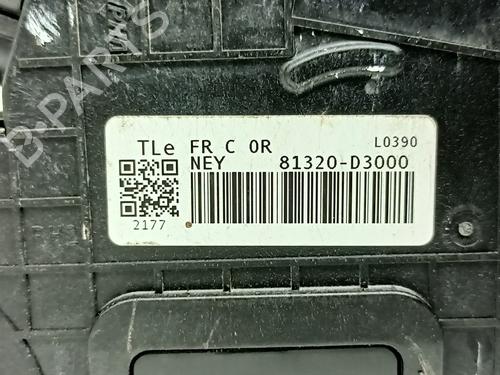 B-PARTS
TLe FR C 0R L0390
NEY 81320-D3000
2177